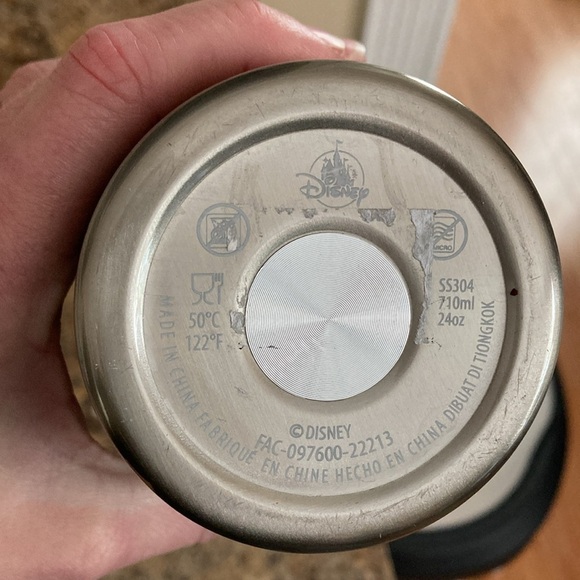 Disney
MICRO
50°C
122°F
SS304
710ml
24oz
© DISNEY
FAC-097600-22213
MADE IN CHINA FABRIQUÉ EN CHINE HECHO EN CHINA DIBUAT DI TIONGKOK